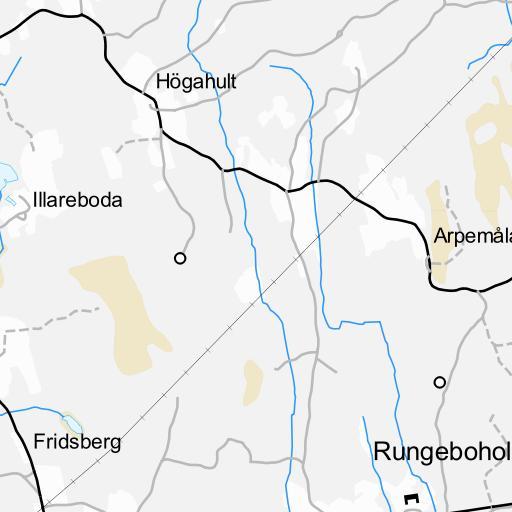 Högahult
Illareboda
Arpemåla
Fridsberg
Rungebohol